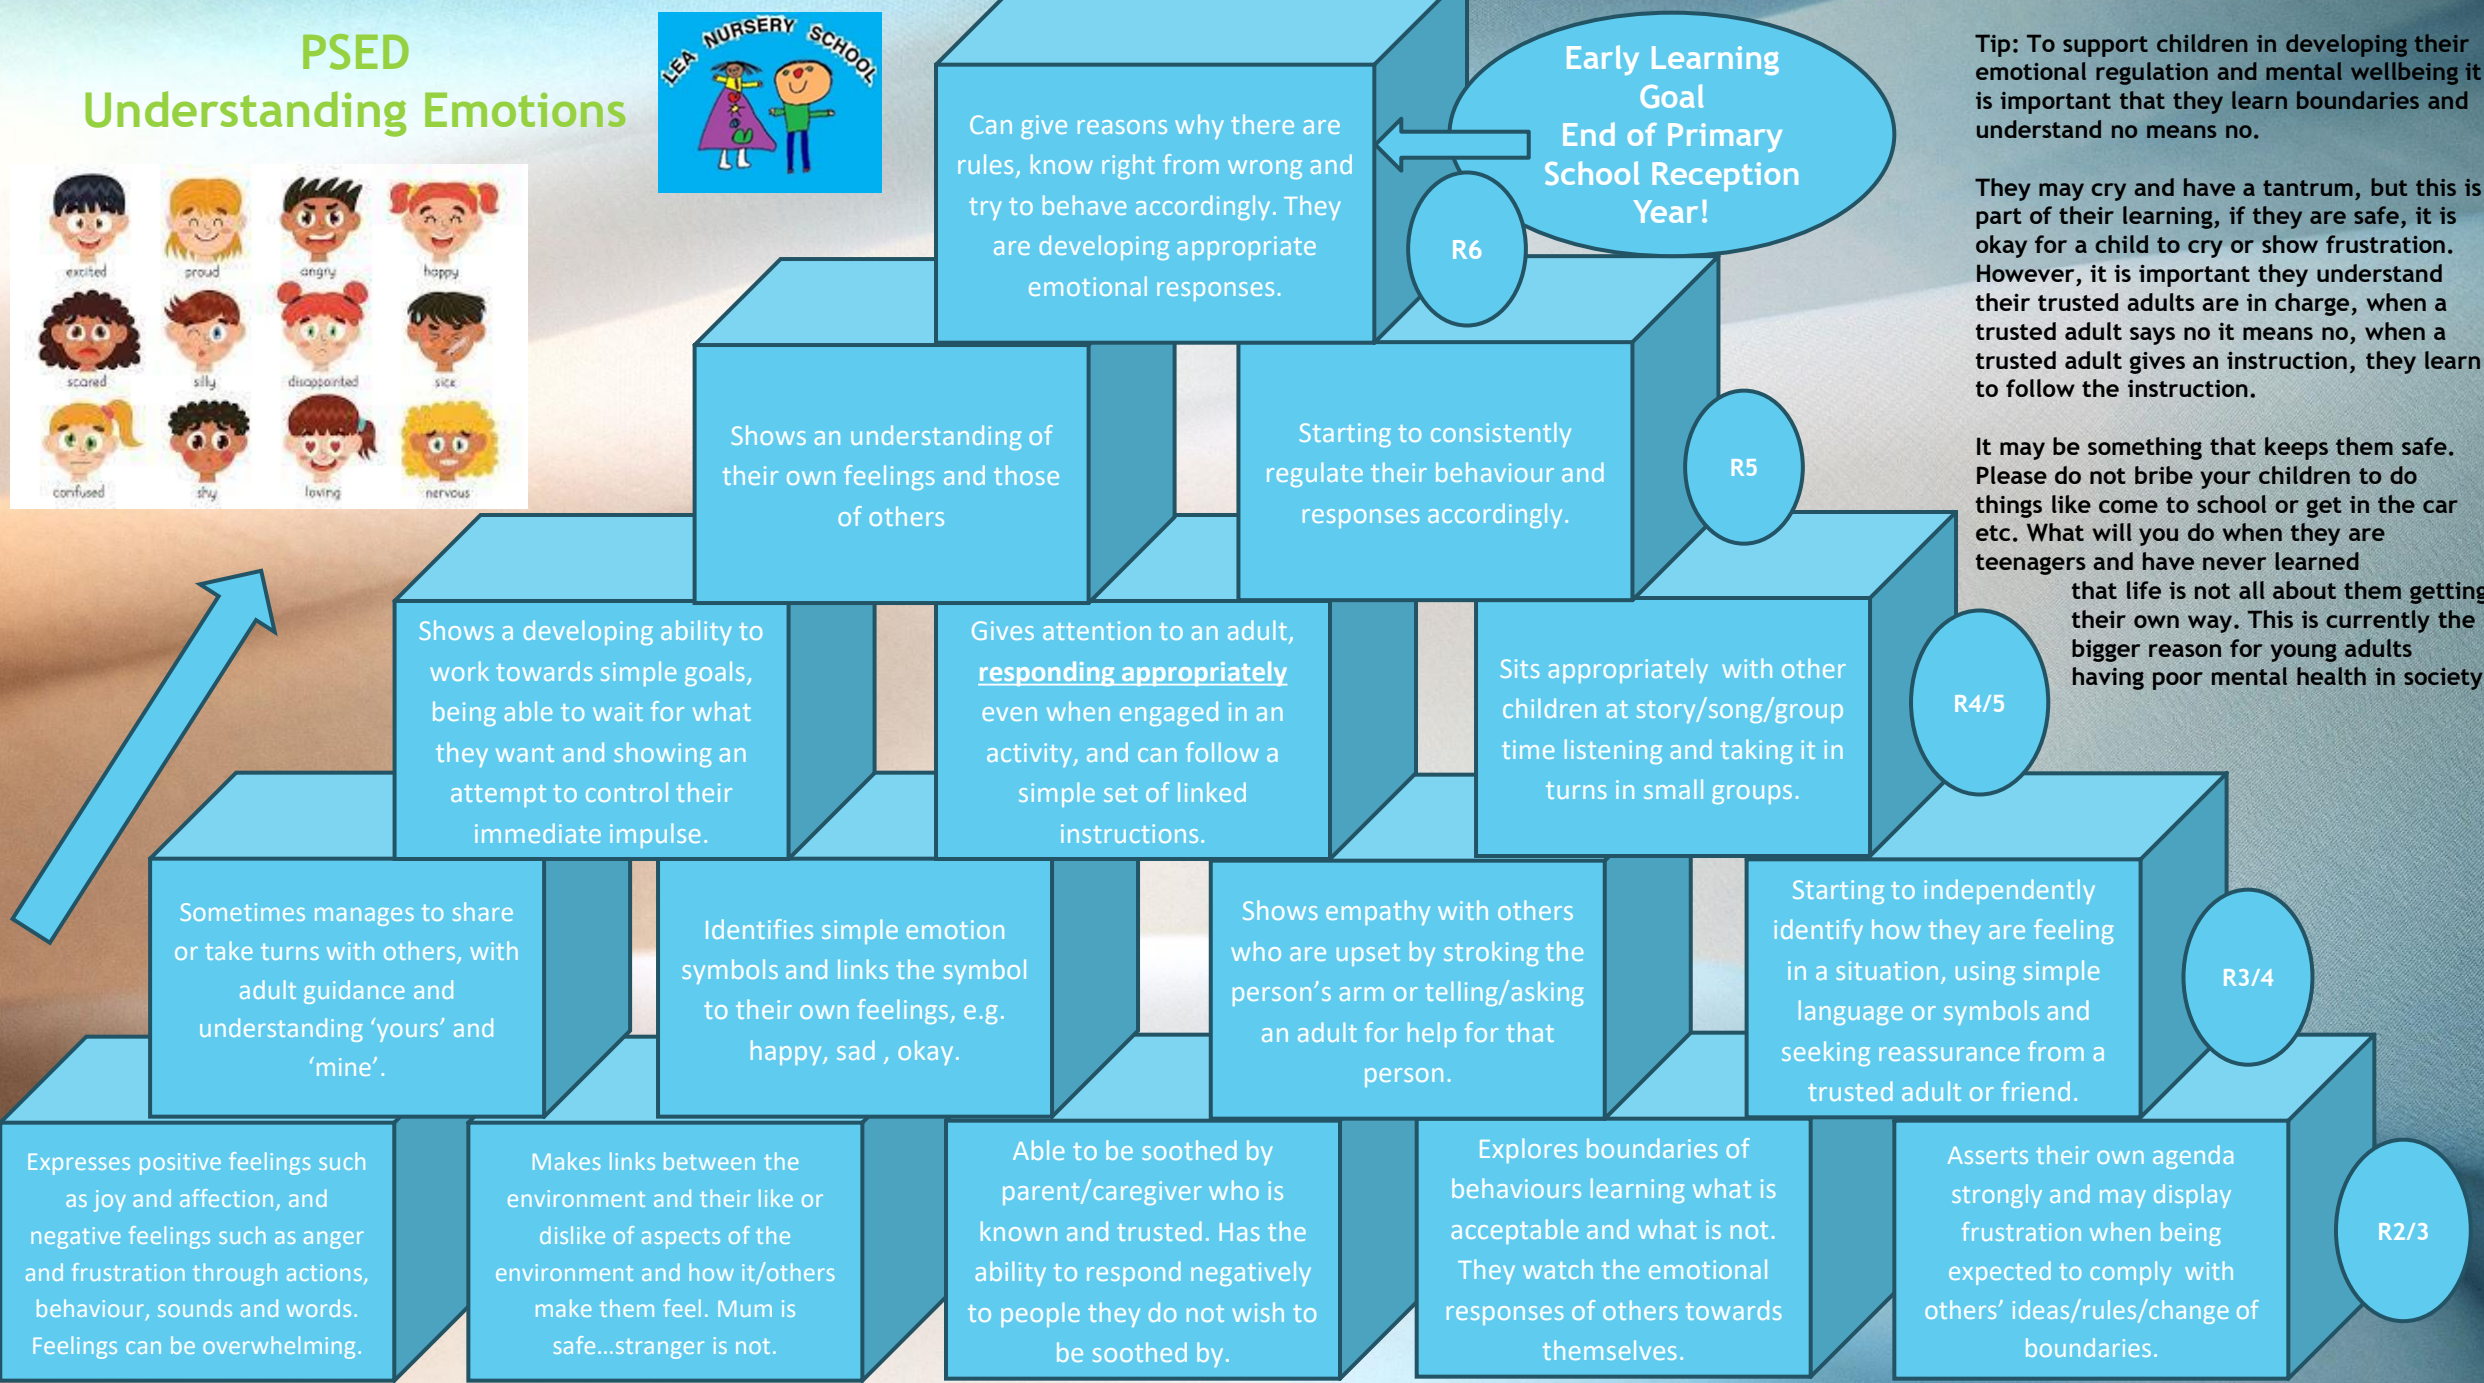 PSED
Understanding Emotions
LEA NURSERY SCHOOL
excited
proud
angry
happy
scared
silly
disappointed
sick
confused
shy
loving
nervous
Early Learning
Goal
End of Primary
School Reception
Year!
Tip: To support children in developing their
emotional regulation and mental wellbeing it
is important that they learn boundaries and
understand no means no.
They may cry and have a tantrum, but this is
part of their learning, if they are safe, it is
okay for a child to cry or show frustration.
However, it is important they understand
their trusted adults are in charge, when a
trusted adult says no it means no, when a
trusted adult gives an instruction, they learn
to follow the instruction.
It may be something that keeps them safe.
Please do not bribe your children to do
things like come to school or get in the car
etc. What will you do when they are
teenagers and have never learned
that life is not all about them getting
their own way. This is currently the
bigger reason for young adults
having poor mental health in society
Can give reasons why there are
rules, know right from wrong and
try to behave accordingly. They
are developing appropriate
emotional responses.
R6
Shows an understanding of
their own feelings and those
of others
Starting to consistently
regulate their behaviour and
responses accordingly.
R5
Shows a developing ability to
work towards simple goals,
being able to wait for what
they want and showing an
attempt to control their
immediate impulse.
Gives attention to an adult,
responding appropriately
even when engaged in an
activity, and can follow a
simple set of linked
instructions.
Sits appropriately with other
children at story/song/group
time listening and taking it in
turns in small groups.
R4/5
Sometimes manages to share
or take turns with others, with
adult guidance and
understanding ‘yours’ and
‘mine’.
Identifies simple emotion
symbols and links the symbol
to their own feelings, e.g.
happy, sad , okay.
Shows empathy with others
who are upset by stroking the
person’s arm or telling/asking
an adult for help for that
person.
Starting to independently
identify how they are feeling
in a situation, using simple
language or symbols and
seeking reassurance from a
trusted adult or friend.
R3/4
Expresses positive feelings such
as joy and affection, and
negative feelings such as anger
and frustration through actions,
behaviour, sounds and words.
Feelings can be overwhelming.
Makes links between the
environment and their like or
dislike of aspects of the
environment and how it/others
make them feel. Mum is
safe…stranger is not.
Able to be soothed by
parent/caregiver who is
known and trusted. Has the
ability to respond negatively
to people they do not wish to
be soothed by.
Explores boundaries of
behaviours learning what is
acceptable and what is not.
They watch the emotional
responses of others towards
themselves.
Asserts their own agenda
strongly and may display
frustration when being
expected to comply with
others’ ideas/rules/change of
boundaries.
R2/3